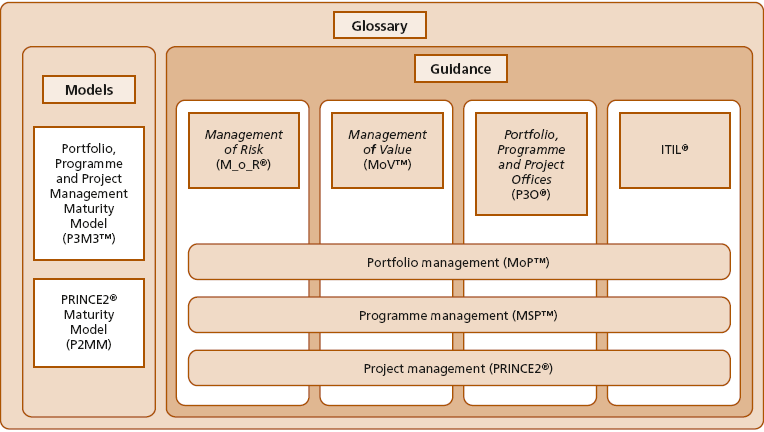 Glossary
Models
Portfolio,
Programme
and Project
Management
Maturity
Model
(P3M3™)
PRINCE2®
Maturity
Model
(P2MM)
Guidance
Management
of Risk
(M_o_R®)
Management
of Value
(MoV™)
Portfolio,
Programme
and Project
Offices
(P3O®)
ITIL®
Portfolio management (MoP™)
Programme management (MSP™)
Project management (PRINCE2®)